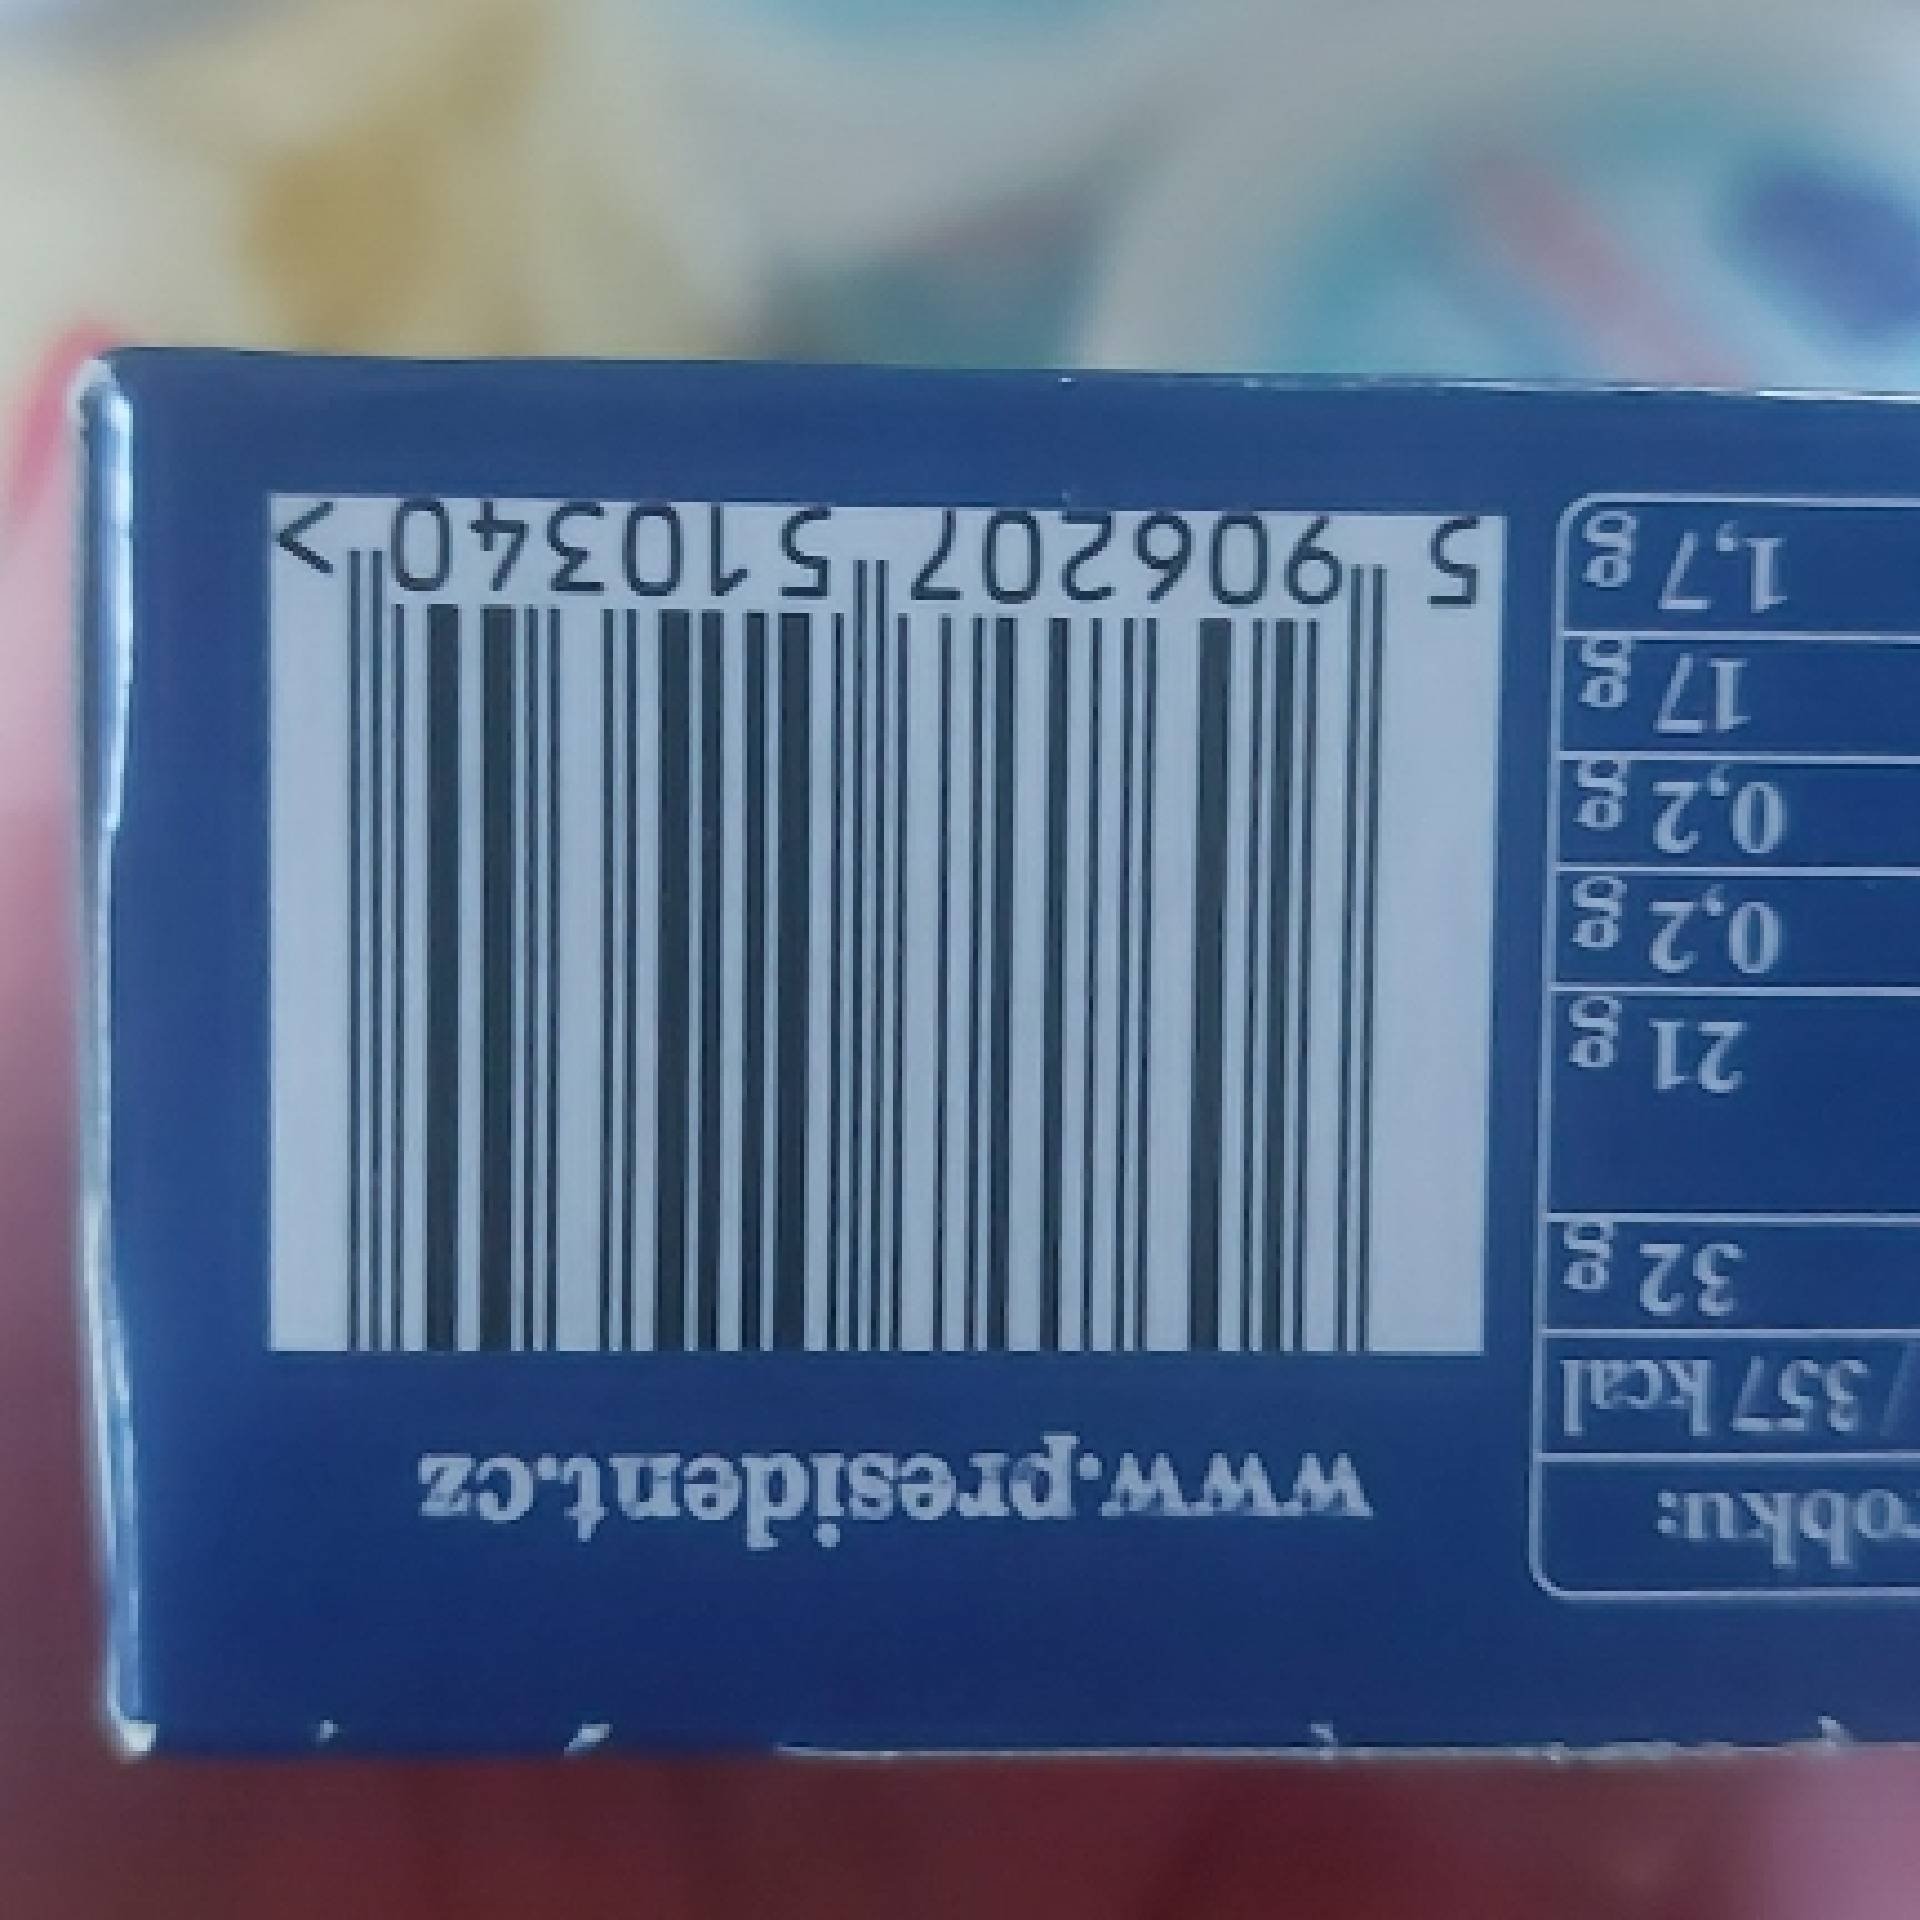 robku:
/ 357 kcal
32 g
21 g
0,2 g
0,2 g
17 g
1,7 g
www.president.cz
5 906207 510340 >